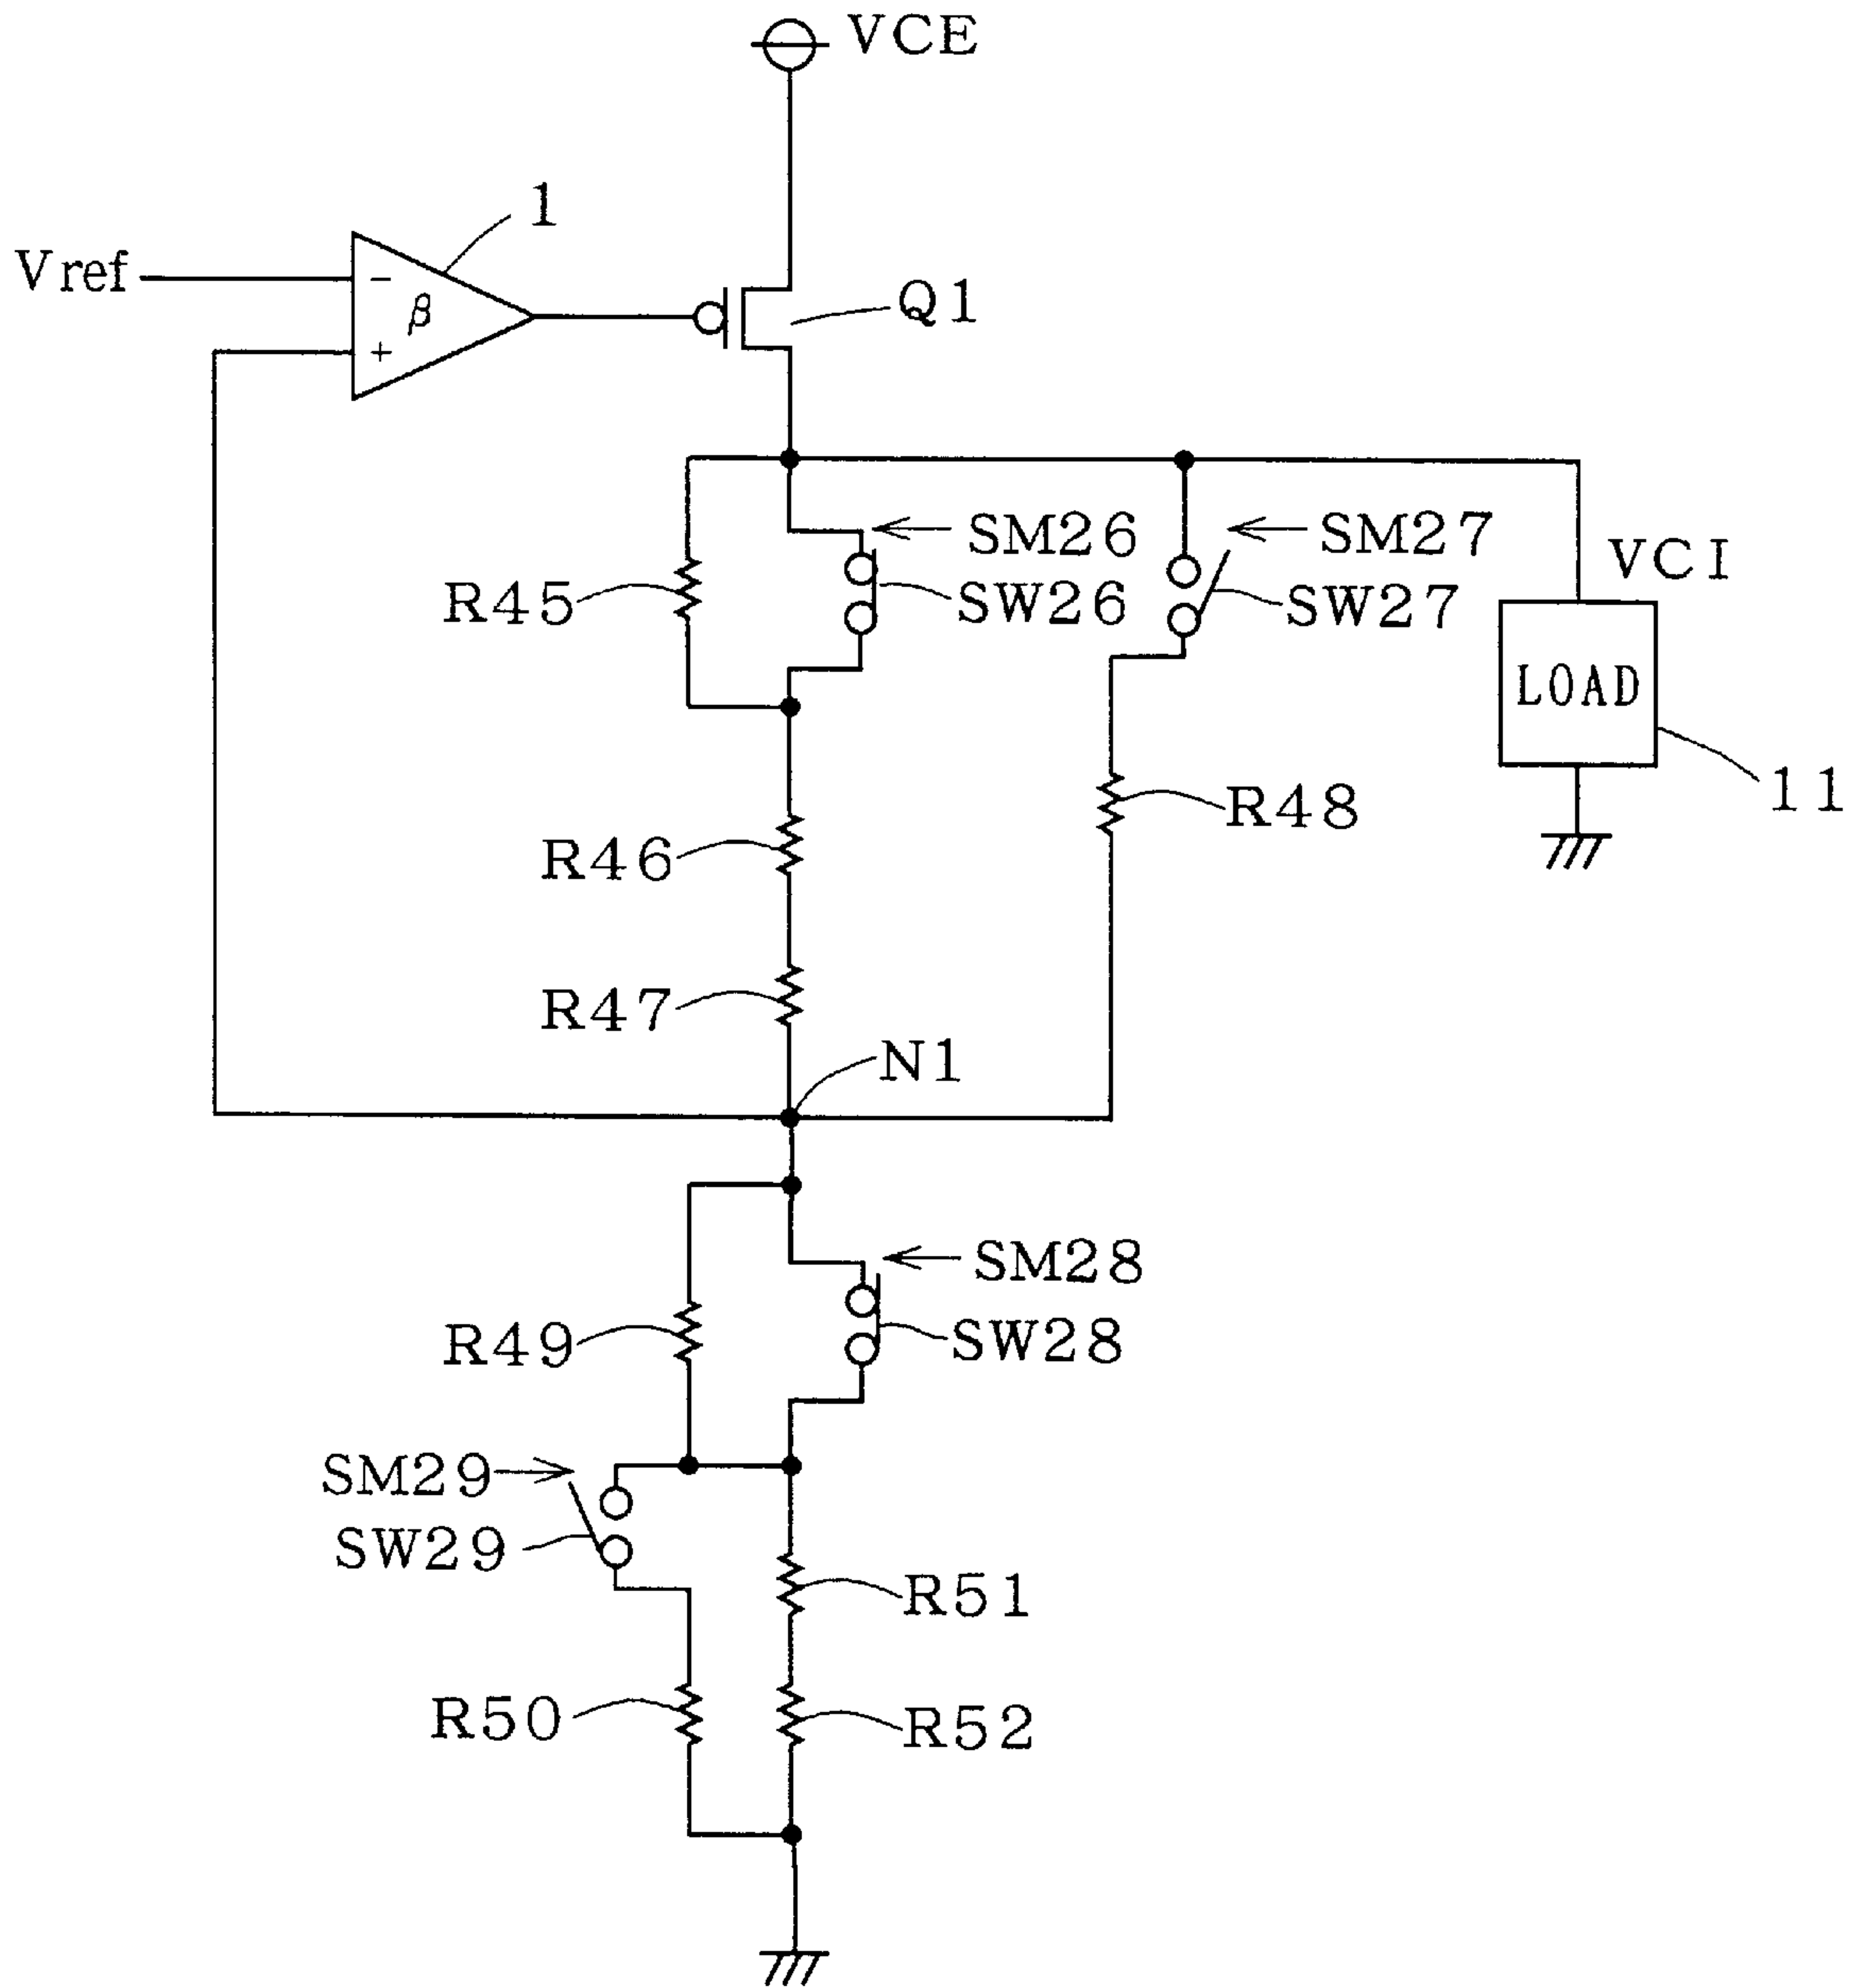 VCE
1
Vref
−
β
+
Q1
SM26
SM27
VCI
R45
SW26
SW27
LOAD
R48
11
R46
R47
N1
SM28
R49
SW28
SM29
SW29
R51
R50
R52